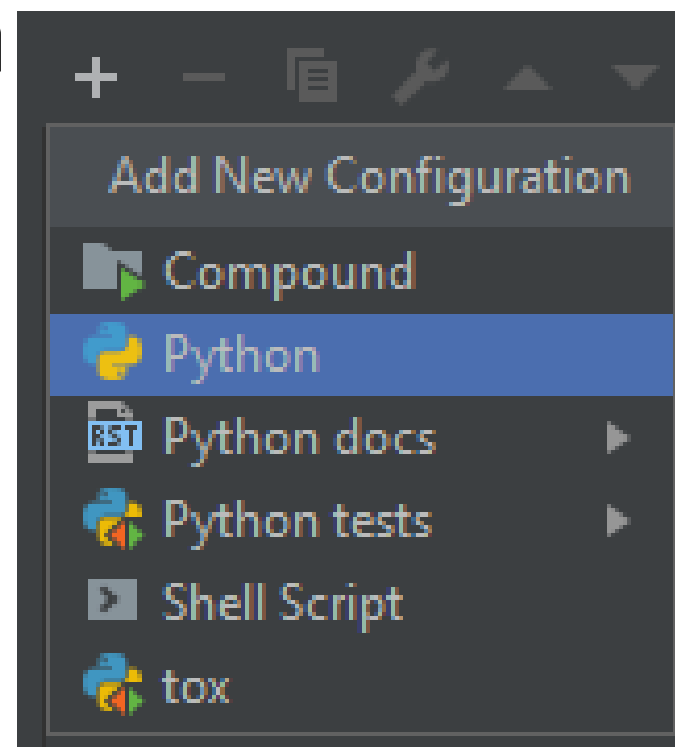 Add New Configuration
Compound
Python
RST Python docs
Python tests
Shell Script
tox